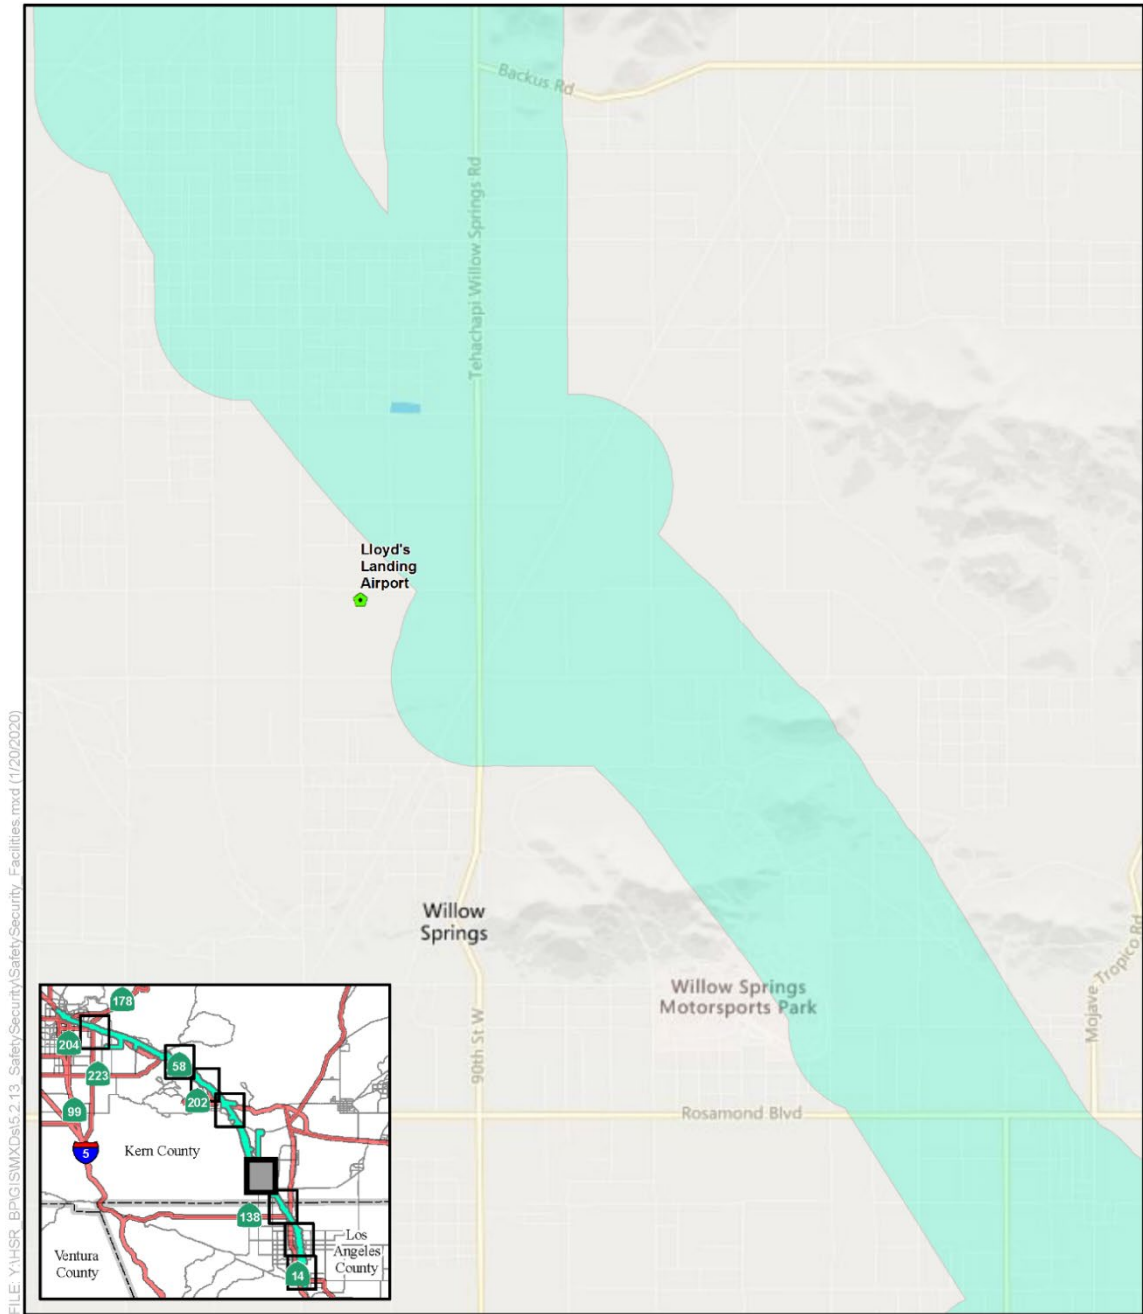 Backus Rd
Tehachapi Willow Springs Rd
Lloyd's
Landing
Airport
Willow
Springs
Willow Springs
Motorsports Park
Mojave Tropico Rd
90th St W
Rosamond Blvd
178
204
58
223
202
99
5
Kern County
138
Ventura
County
Los
Angeles
County
14
FILE: Y:\HSR_BP\GIS\MXDs\5.2.13_SafetySecurity\SafetySecurity_Facilities.mxd (1/20/2020)